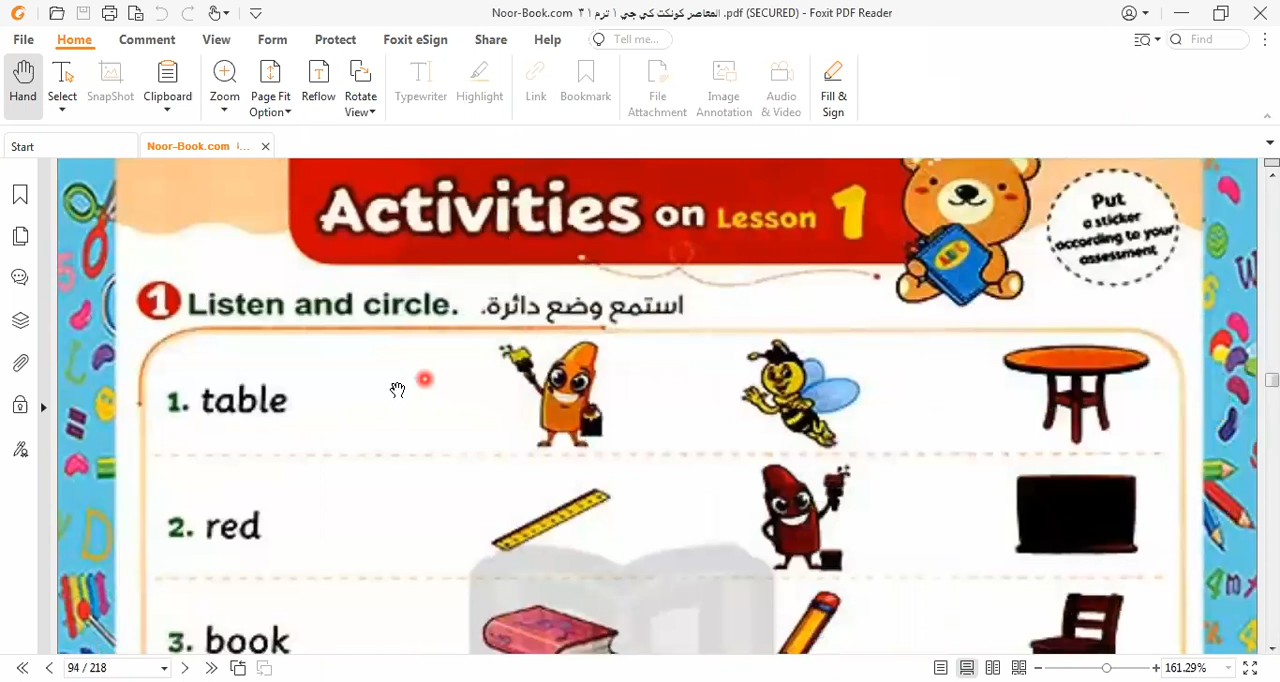 Noor-Book.com المعاصر كونكت كي جي ١ ترم ١ ٣.pdf (SECURED) - Foxit PDF Reader
File Home Comment View Form Protect Foxit eSign Share Help Tell me... Find
Hand Select SnapShot Clipboard Zoom Page Fit Option Reflow Rotate View Typewriter Highlight Link Bookmark File Attachment Image Annotation Audio & Video Fill & Sign
Start Noor-Book.com ...
Activities on Lesson 1
Put
a sticker
according to your
assessment
ABC
1 Listen and circle. استمع وضع دائرة.
1. table
2. red
3. book
94 / 218 161.29%